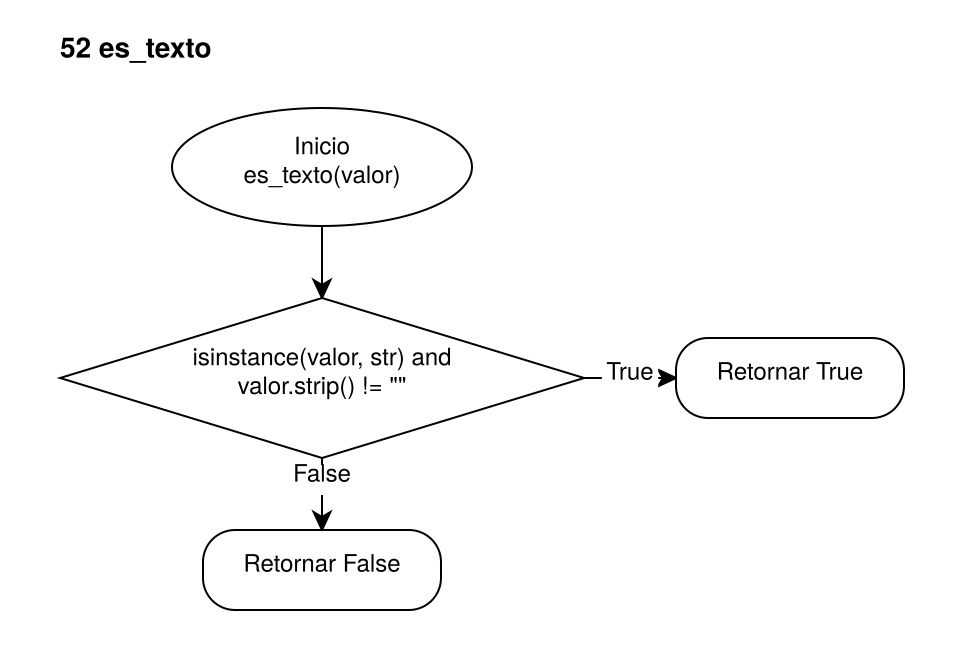 52 es_texto
Inicio
es_texto(valor)
isinstance(valor, str) and
valor.strip() != ""
True
Retornar True
False
Retornar False